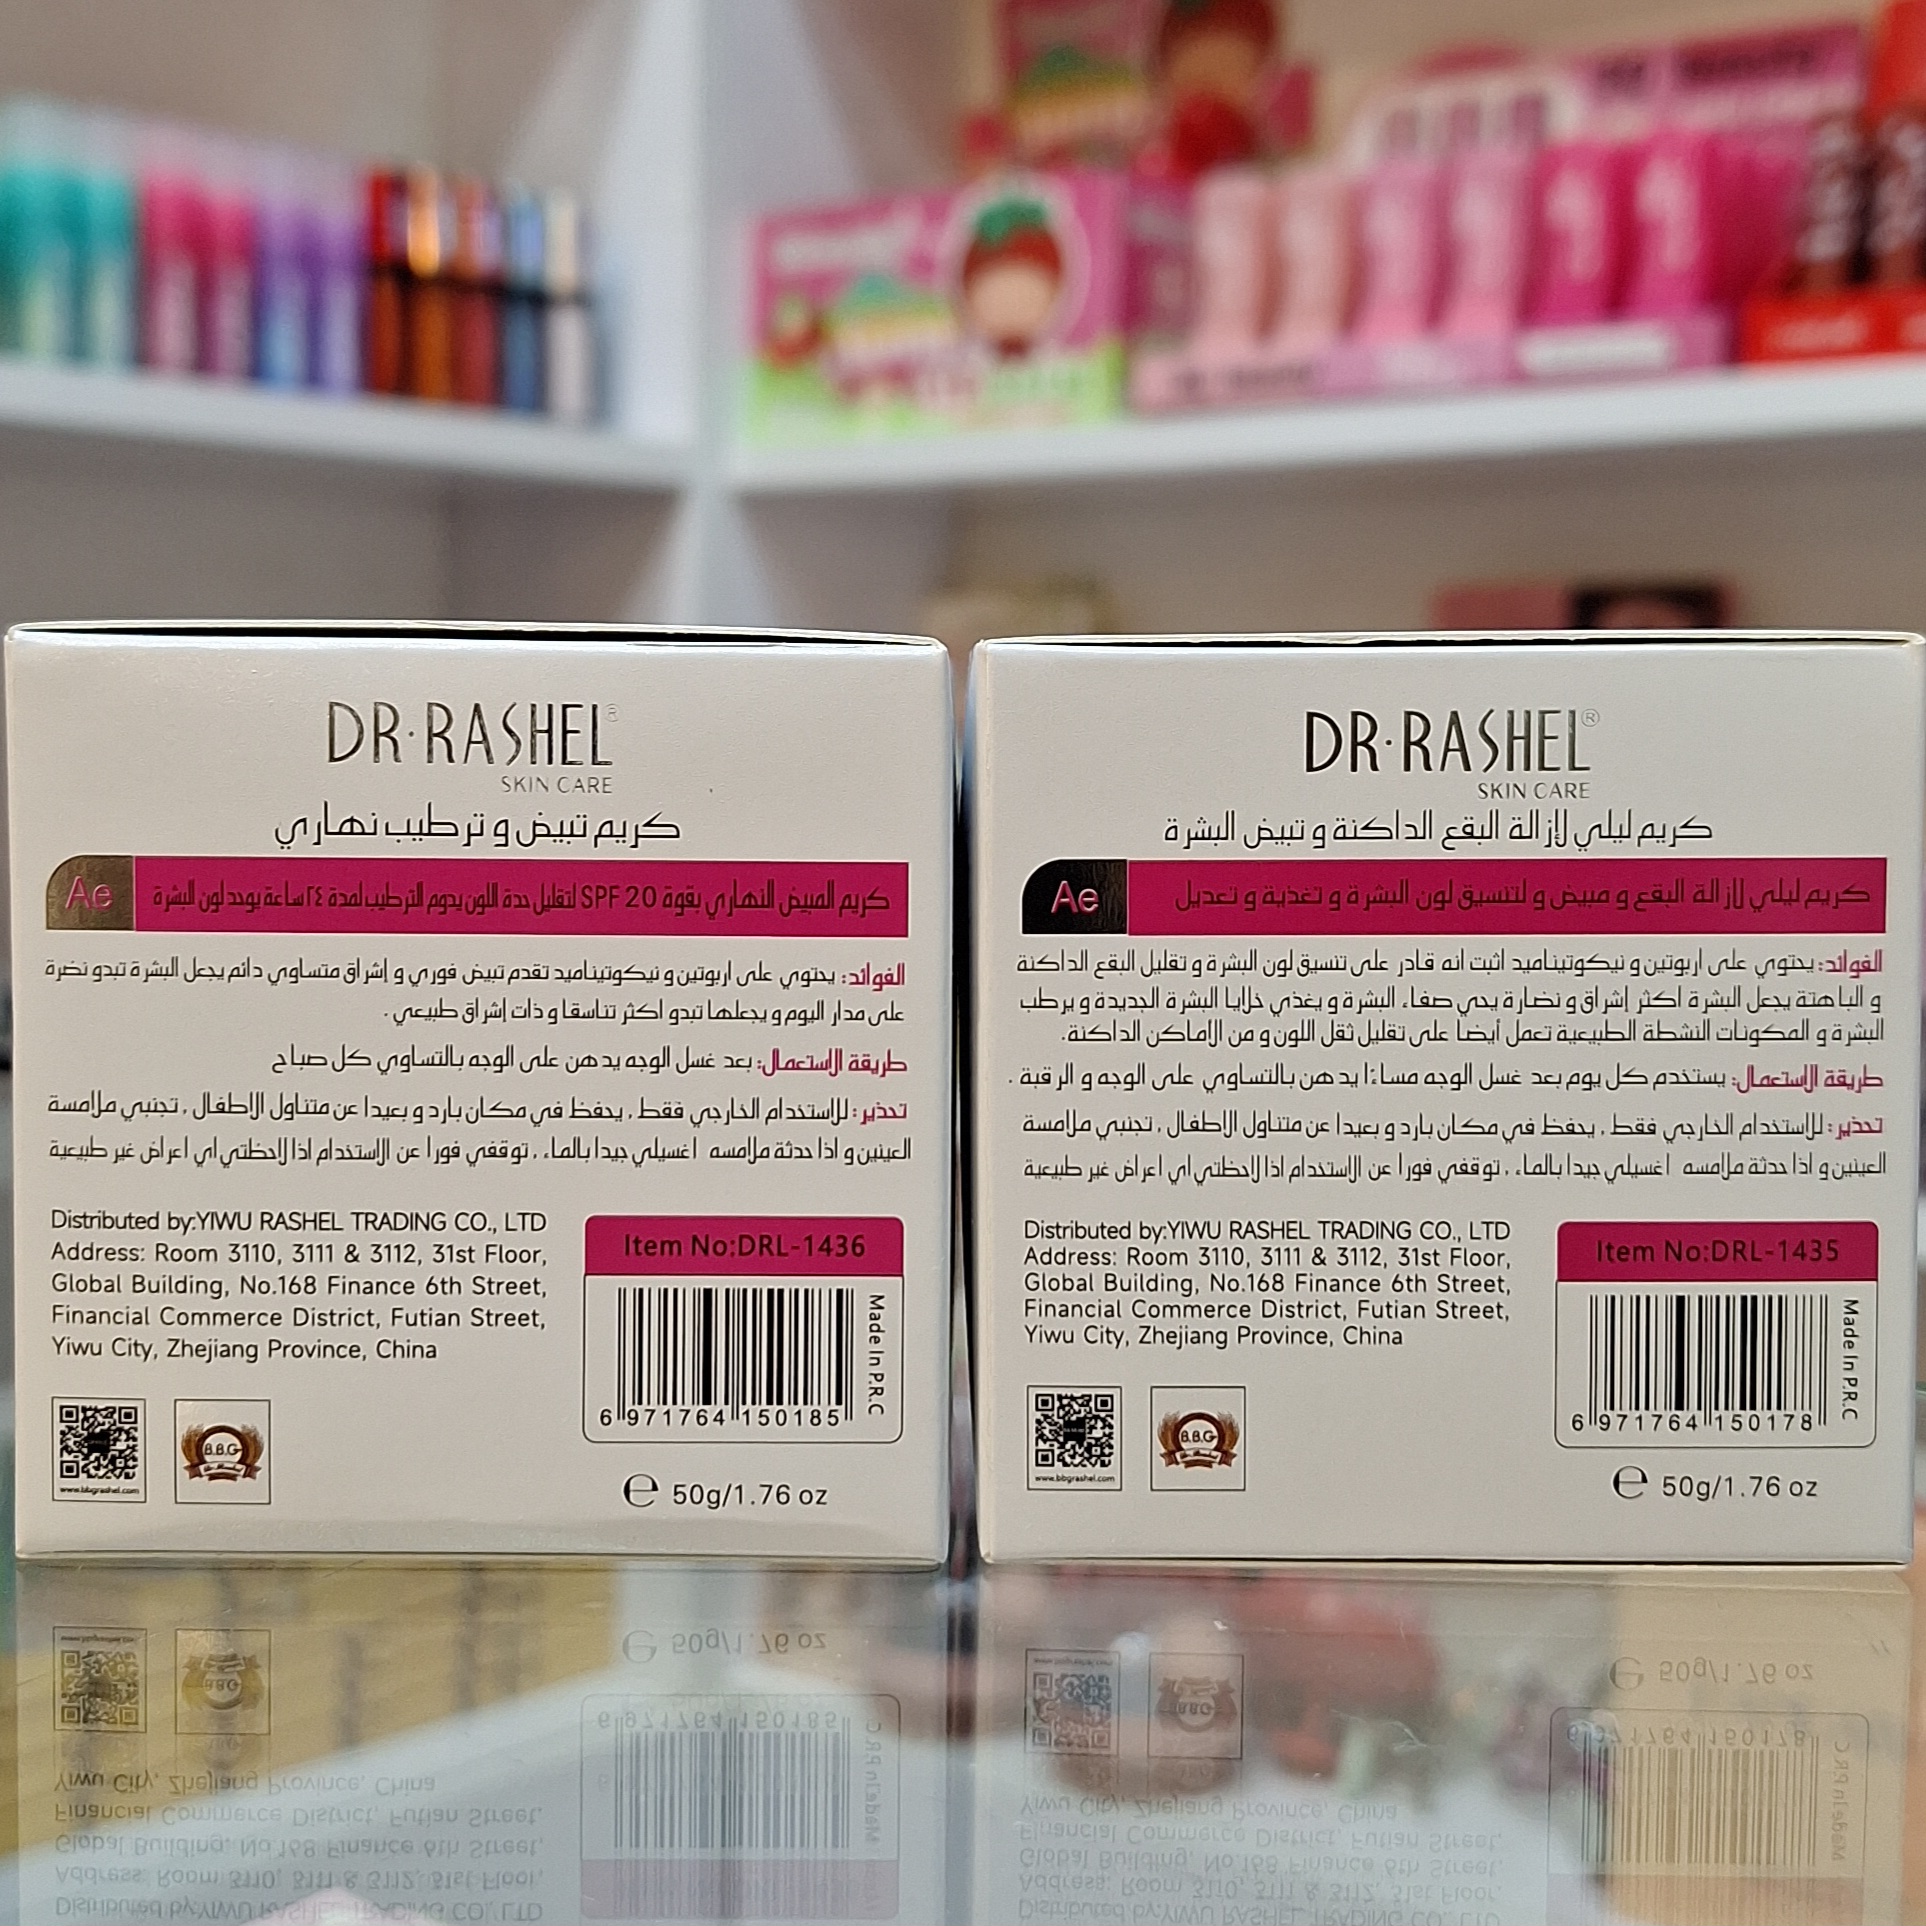 DR·RASHEL®
SKIN CARE
كريم تبيض و ترطيب نهاري
Ae
كريم المبيض النهاري بقوة SPF 20 لتقليل حدة اللون يدوم الترطيب لمدة ٢٤ ساعة يوحد لون البشرة
الفوائد: يحتوي على اربوتين و نيكوتيناميد تقدم تبيض فوري و إشراق متساوي دائم يجعل البشرة تبدو نضرة
على مدار اليوم و يجعلها تبدو اكثر تناسقا و ذات إشراق طبيعي .
طريقة الإستعمال: بعد غسل الوجه يدهن على الوجه بالتساوي كل صباح
تحذير: للإستخدام الخارجي فقط , يحفظ في مكان بارد و بعيدا عن متناول الاطفال , تجنبي ملامسة
العينين و اذا حدثة ملامسه اغسيلي جيدا بالماء , توقفي فورا عن الاستخدام اذا لاحظتي اي اعراض غير طبيعية
Distributed by:YIWU RASHEL TRADING CO., LTD
Address: Room 3110, 3111 & 3112, 31st Floor,
Global Building, No.168 Finance 6th Street,
Financial Commerce District, Futian Street,
Yiwu City, Zhejiang Province, China
Item No:DRL-1436
Made In P.R.C
6 971764 150185
www.bbgrashel.com
B.B.G
℮ 50g/1.76 oz
DR·RASHEL®
SKIN CARE
كريم ليلي لإزالة البقع الداكنة و تبيض البشرة
Ae
كريم ليلي لازالة البقع و مبيض و لتنسيق لون البشرة و تغذية و تعديل
الفوائد: يحتوي على اربوتين و نيكوتيناميد اثبت انه قادر على تنسيق لون البشرة و تقليل البقع الداكنة
و الباهتة يجعل البشرة اكثر إشراق و نضارة يحي صفاء البشرة و يغذي خلايا البشرة الجديدة و يرطب
البشرة و المكونات النشطة الطبيعية تعمل أيضا على تقليل ثقل اللون و من الاماكن الداكنة.
طريقة الإستعمال: يستخدم كل يوم بعد غسل الوجه مساءًا يدهن بالتساوي على الوجه و الرقبة .
تحذير: للإستخدام الخارجي فقط , يحفظ في مكان بارد و بعيدا عن متناول الاطفال , تجنبي ملامسة
العينين و اذا حدثة ملامسه اغسيلي جيدا بالماء , توقفي فورا عن الاستخدام اذا لاحظتي اي اعراض غير طبيعية
Distributed by:YIWU RASHEL TRADING CO., LTD
Address: Room 3110, 3111 & 3112, 31st Floor,
Global Building, No.168 Finance 6th Street,
Financial Commerce District, Futian Street,
Yiwu City, Zhejiang Province, China
Item No:DRL-1435
Made In P.R.C
6 971764 150178
www.bbgrashel.com
B.B.G
℮ 50g/1.76 oz